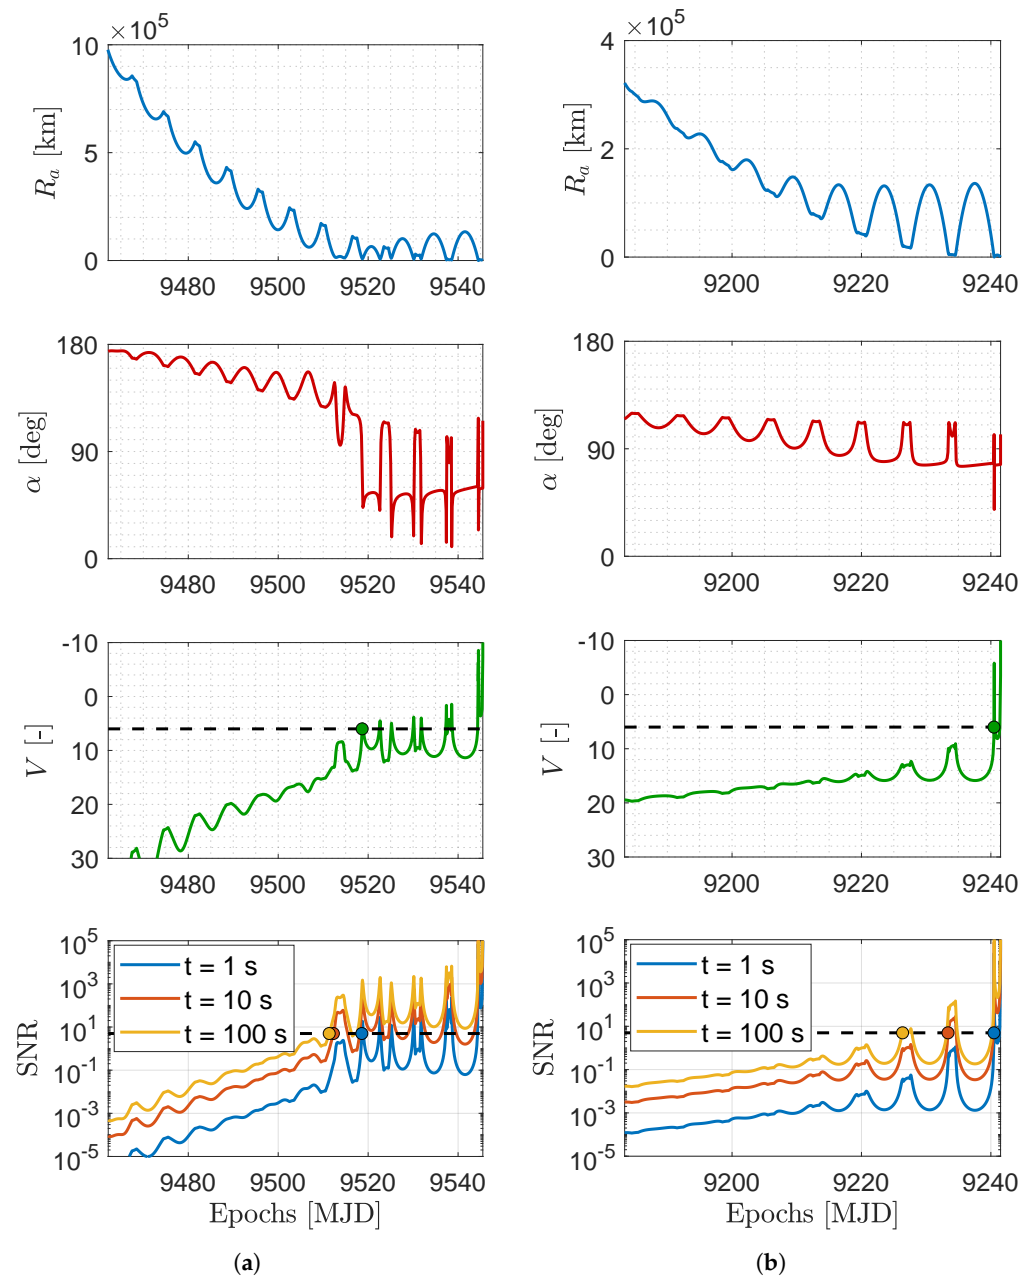 ×10^5
10
5
0
R_a [km]
9480 9500 9520 9540
×10^5
4
2
0
R_a [km]
9200 9220 9240
180
90
0
α [deg]
9480 9500 9520 9540
180
90
0
α [deg]
9200 9220 9240
-10
0
10
20
30
V [-]
9480 9500 9520 9540
-10
0
10
20
30
V [-]
9200 9220 9240
10^5
10^3
10^1
10^-1
10^-3
10^-5
SNR
t = 1 s
t = 10 s
t = 100 s
9480 9500 9520 9540
Epochs [MJD]
10^5
10^3
10^1
10^-1
10^-3
10^-5
SNR
t = 1 s
t = 10 s
t = 100 s
9200 9220 9240
Epochs [MJD]
(a) (b)